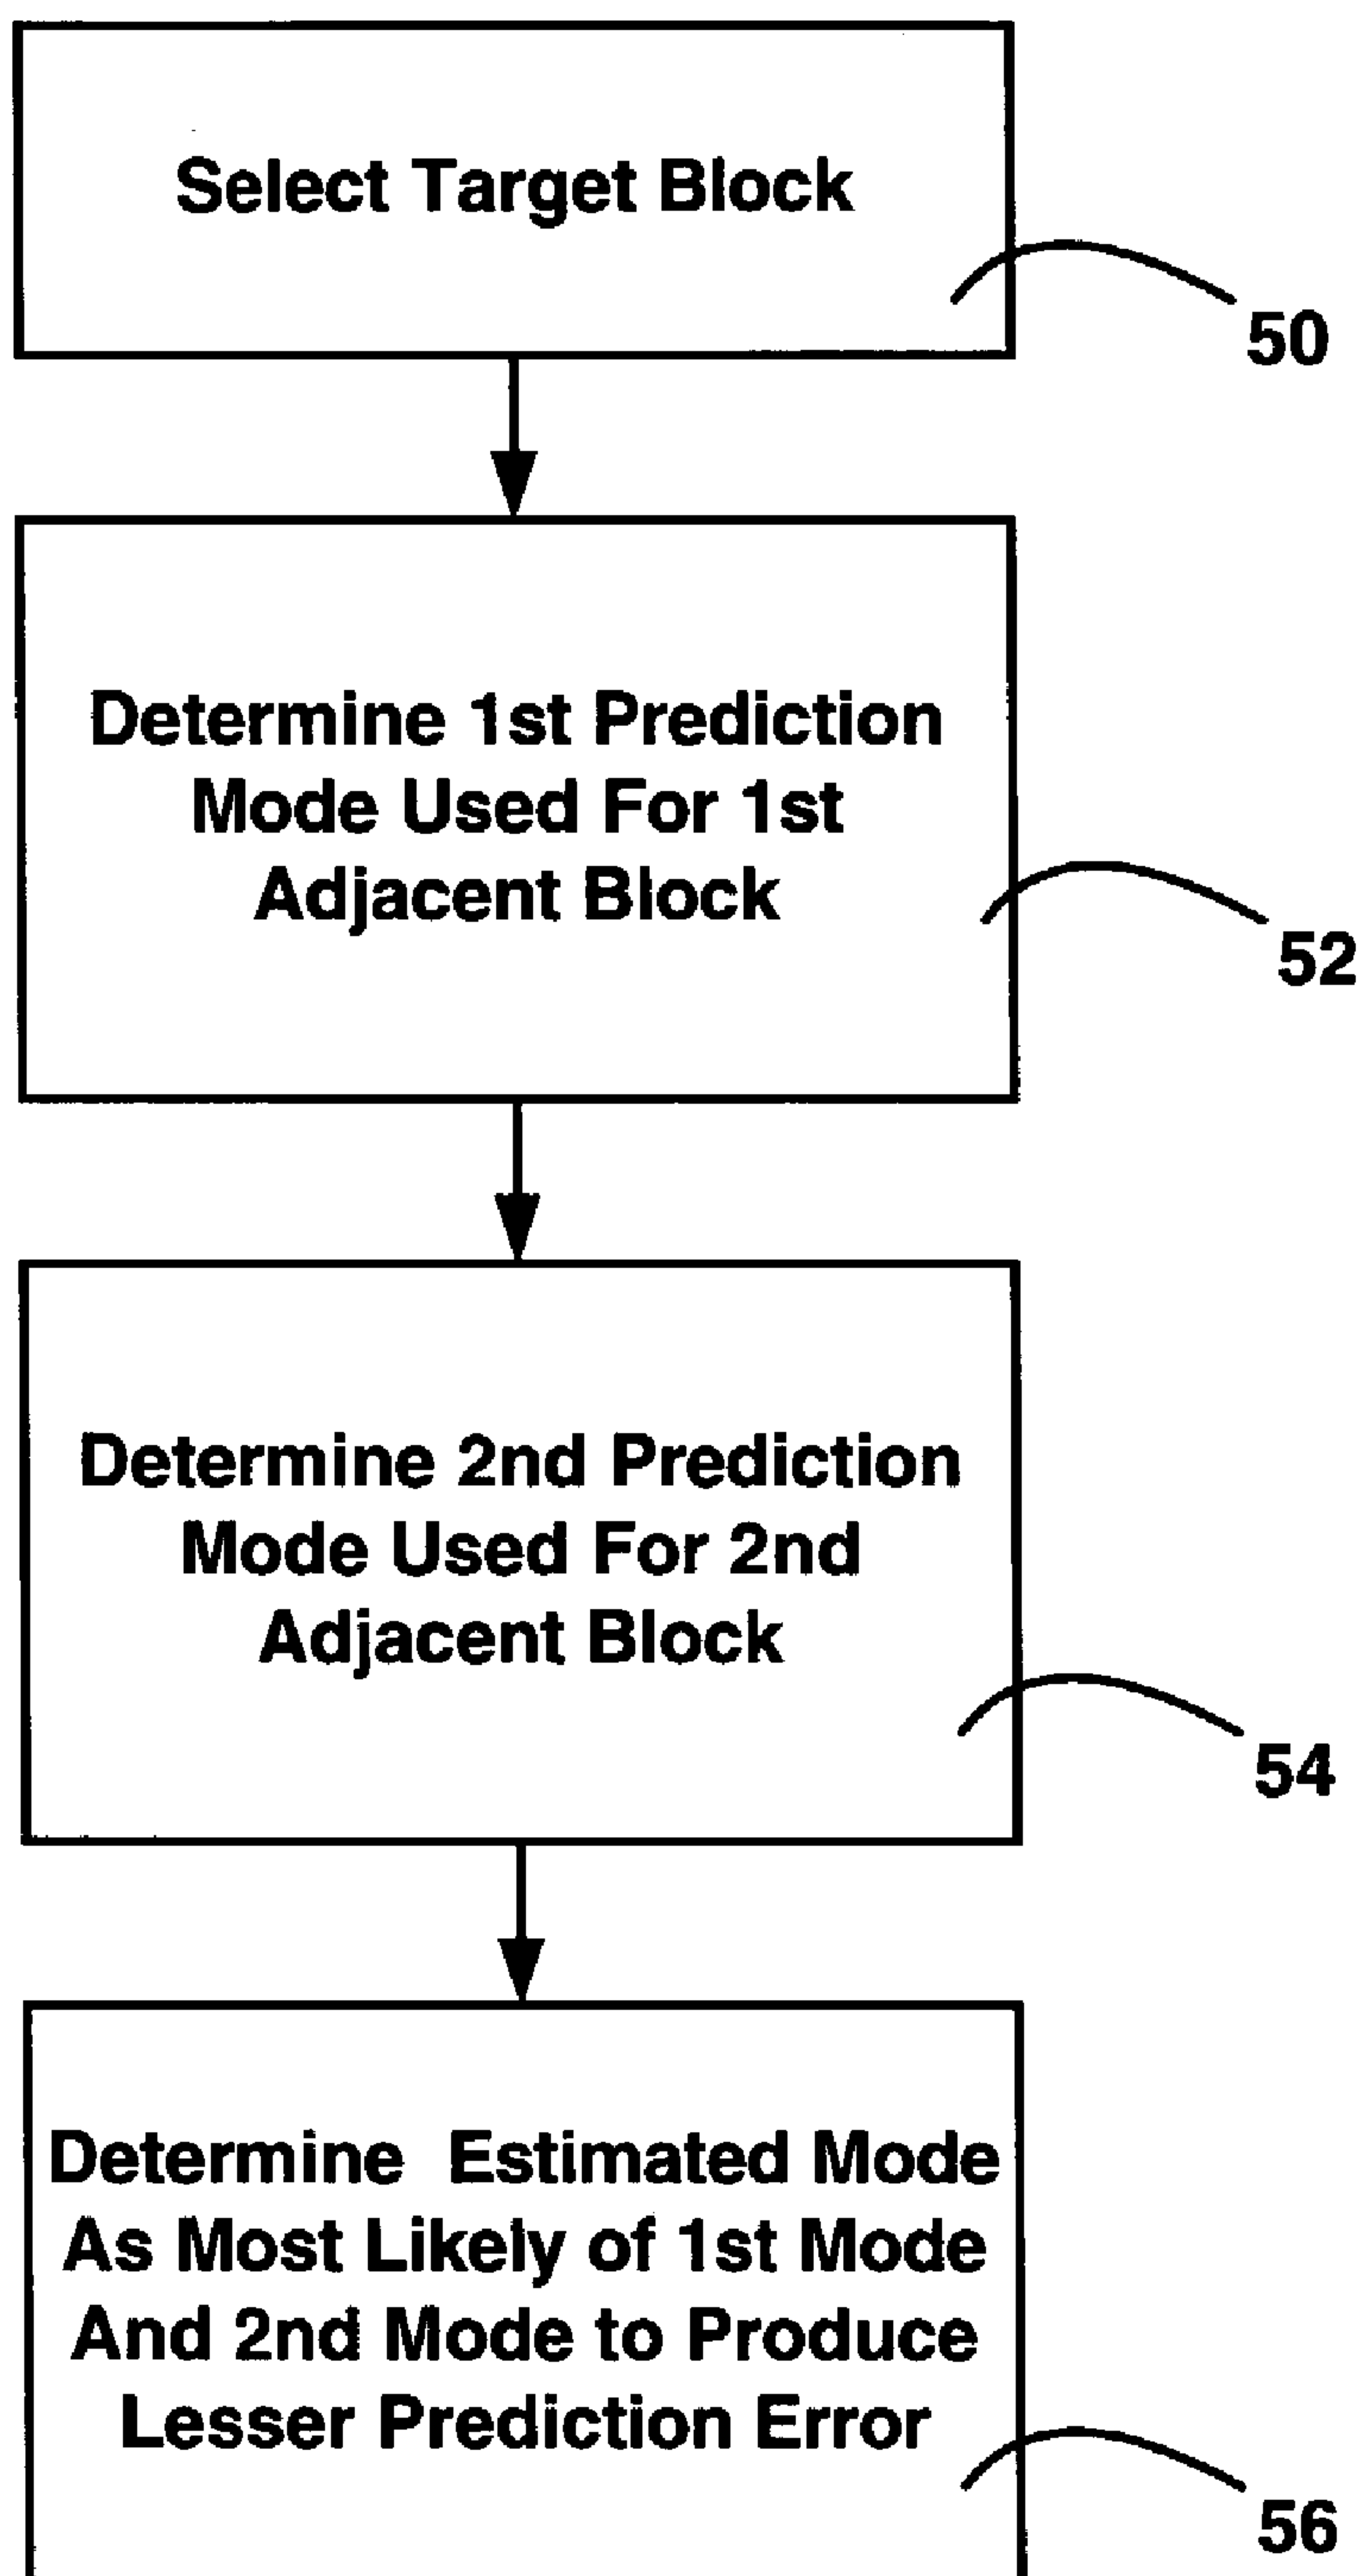 Select Target Block
50
Determine 1st Prediction
Mode Used For 1st
Adjacent Block
52
Determine 2nd Prediction
Mode Used For 2nd
Adjacent Block
54
Determine Estimated Mode
As Most Likely of 1st Mode
And 2nd Mode to Produce
Lesser Prediction Error
56